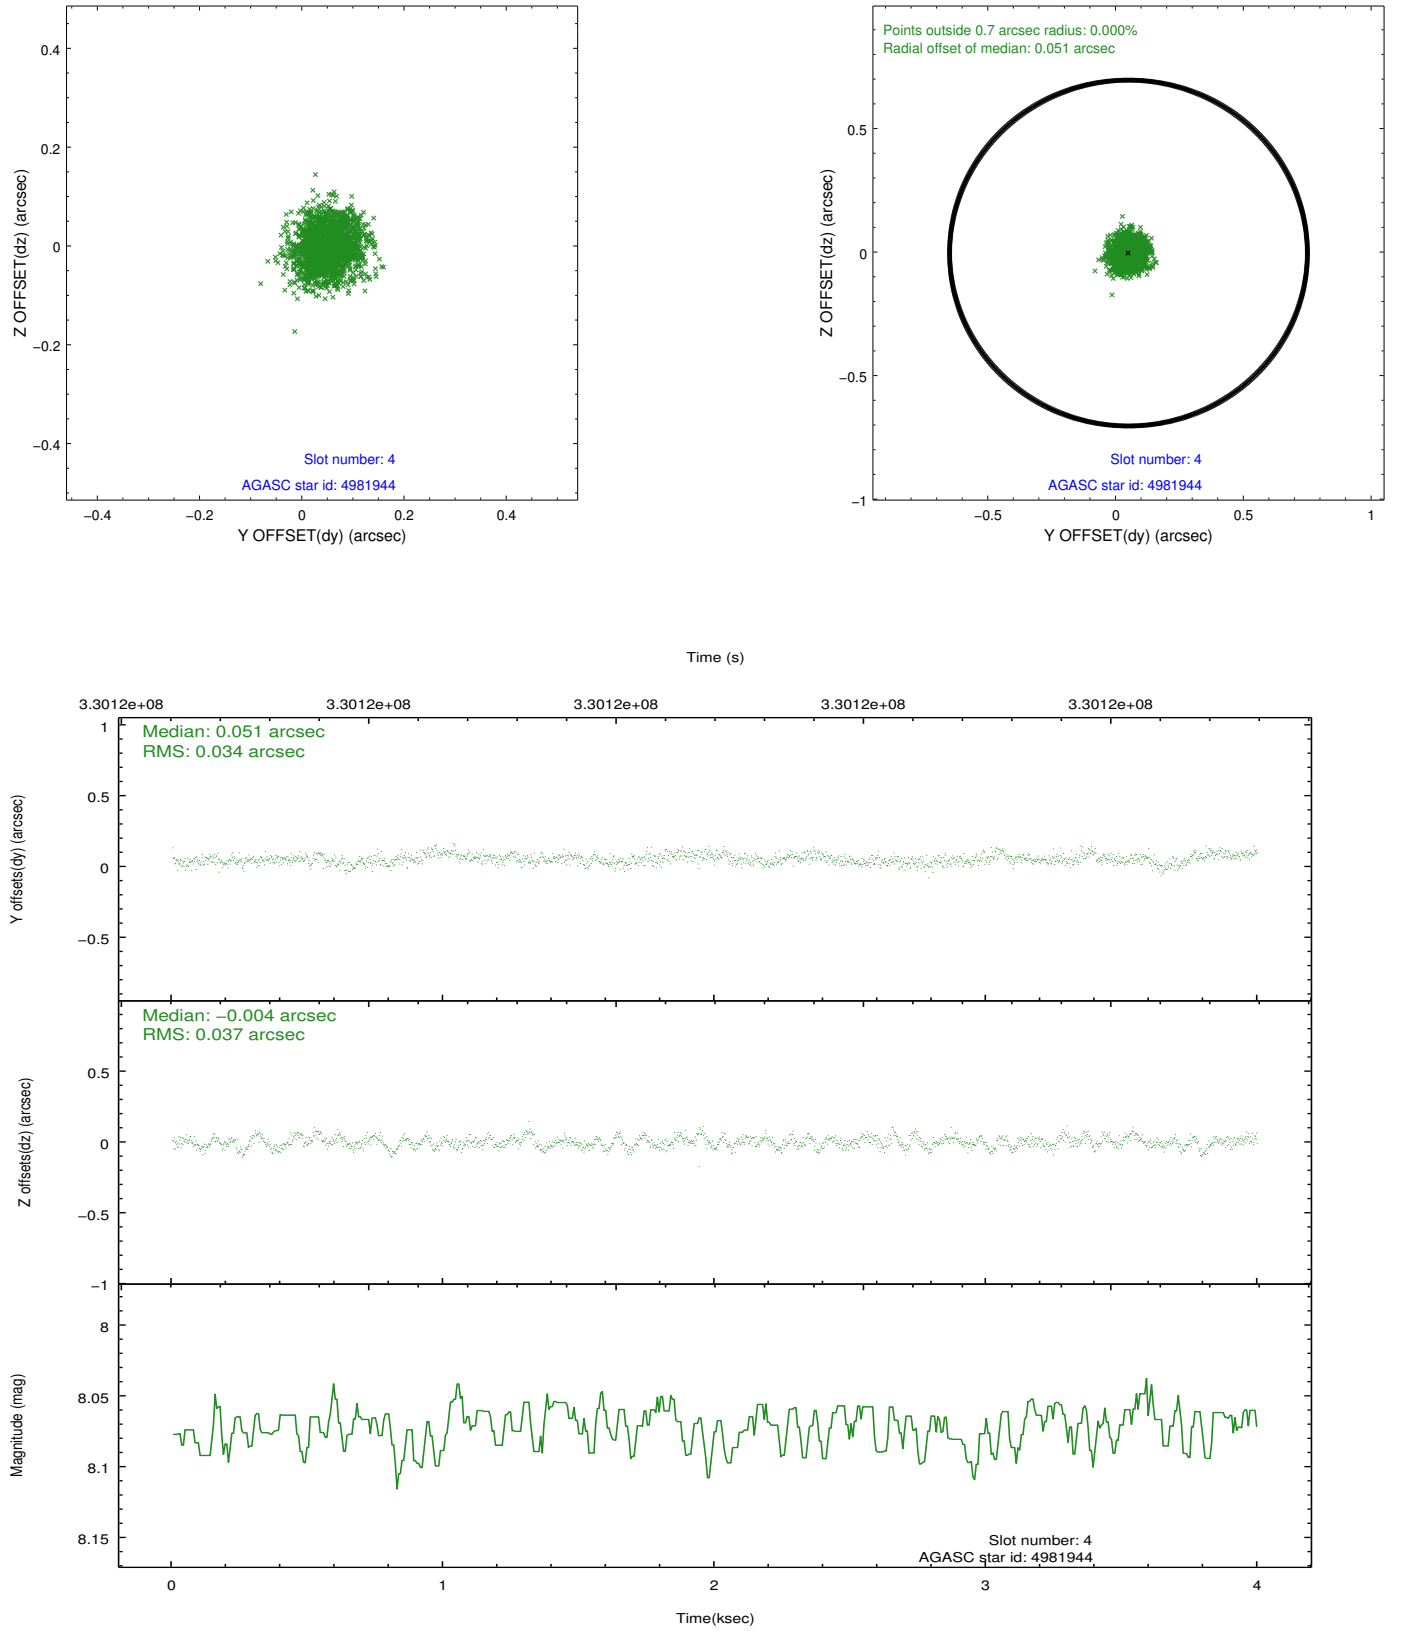 0.4
0.2
0
−0.2
−0.4
Z OFFSET(dz) (arcsec)
Slot number: 4
AGASC star id: 4981944
−0.4
−0.2
0
0.2
0.4
Y OFFSET(dy) (arcsec)
Points outside 0.7 arcsec radius: 0.000%
Radial offset of median: 0.051 arcsec
0.5
0
−0.5
−1
Z OFFSET(dz) (arcsec)
Slot number: 4
AGASC star id: 4981944
−0.5
0
0.5
1
Y OFFSET(dy) (arcsec)
Time (s)
3.3012e+08
3.3012e+08
3.3012e+08
3.3012e+08
3.3012e+08
Median: 0.051 arcsec
RMS: 0.034 arcsec
1
0.5
0
−0.5
Y offsets(dy) (arcsec)
Median: −0.004 arcsec
RMS: 0.037 arcsec
0.5
0
−0.5
−1
Z offsets(dz) (arcsec)
8
8.05
8.1
8.15
Magnitude (mag)
Slot number: 4
AGASC star id: 4981944
0
1
2
3
4
Time(ksec)